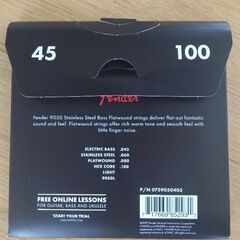 45 100
Fender
Fender 9050 Stainless Steel Bass Flatwound strings deliver flat-out fantastic
sound and feel. Flatwound strings offer rich warm tone and smooth feel with
little finger noise.
ELECTRIC BASS .045
STAINLESS STEEL .065
FLATWOUND .080
HEX CORE .100
LIGHT
9050L
P/N 0739050403
FREE ONLINE LESSONS
FOR GUITAR, BASS AND UKULELE
START YOUR TRIAL